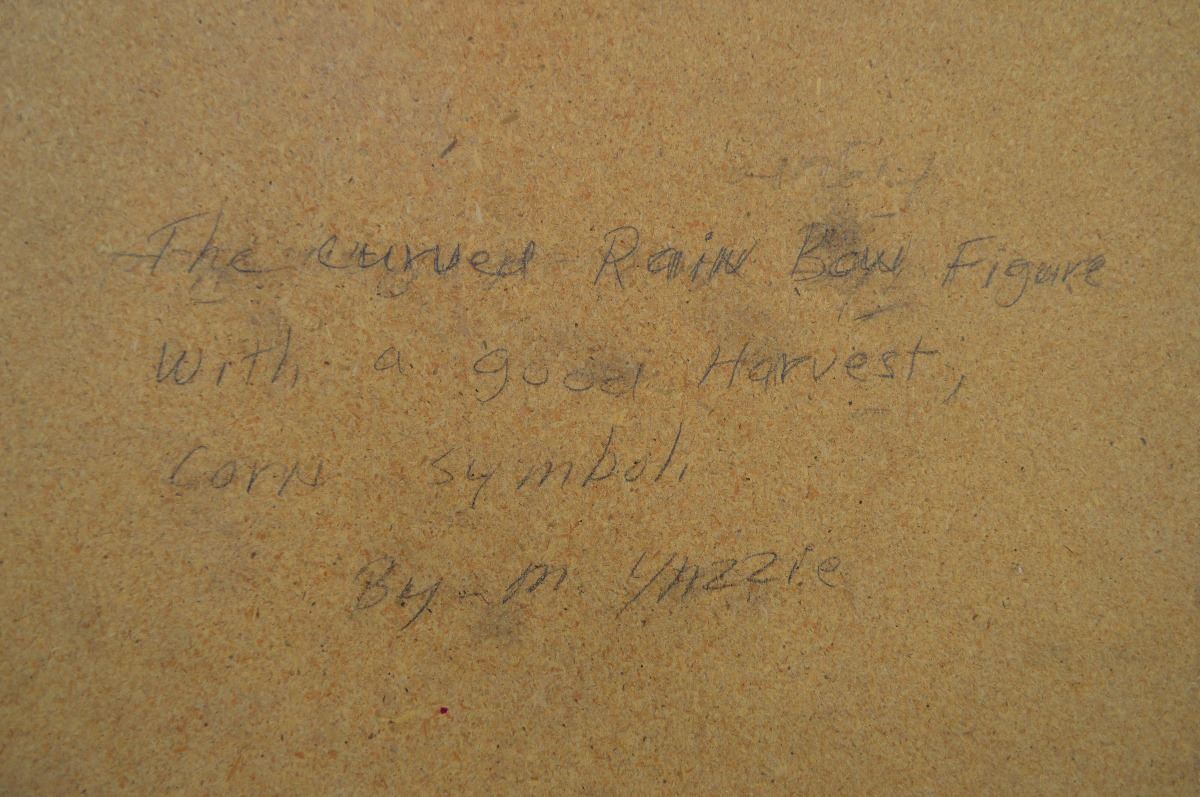 The curved Rain Bow Figure
With a good Harvest,
Corn symbol.
By M. Yazzie